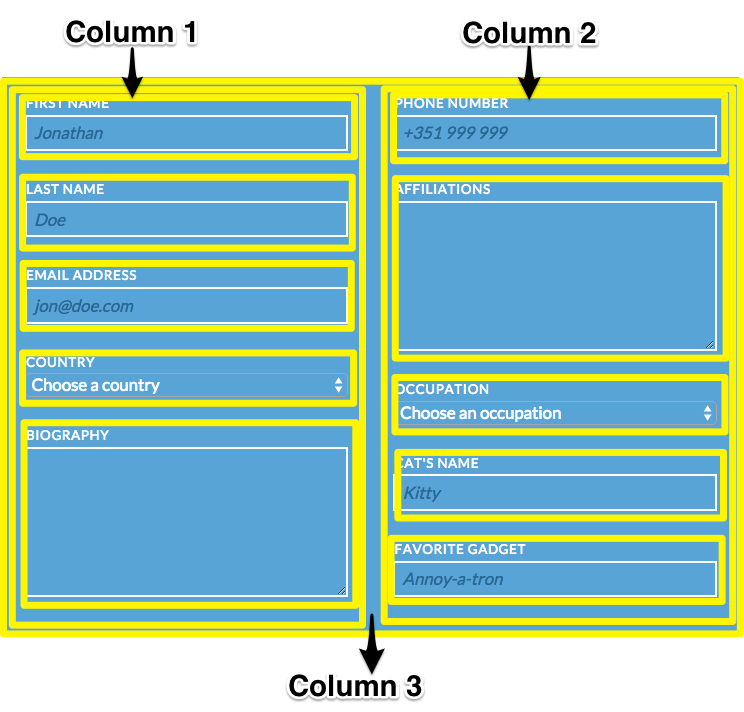 Column 1
Column 2
FIRST NAME
Jonathan
LAST NAME
Doe
EMAIL ADDRESS
jon@doe.com
COUNTRY
Choose a country
BIOGRAPHY
PHONE NUMBER
+351 999 999
AFFILIATIONS
OCCUPATION
Choose an occupation
CAT'S NAME
Kitty
FAVORITE GADGET
Annoy-a-tron
Column 3